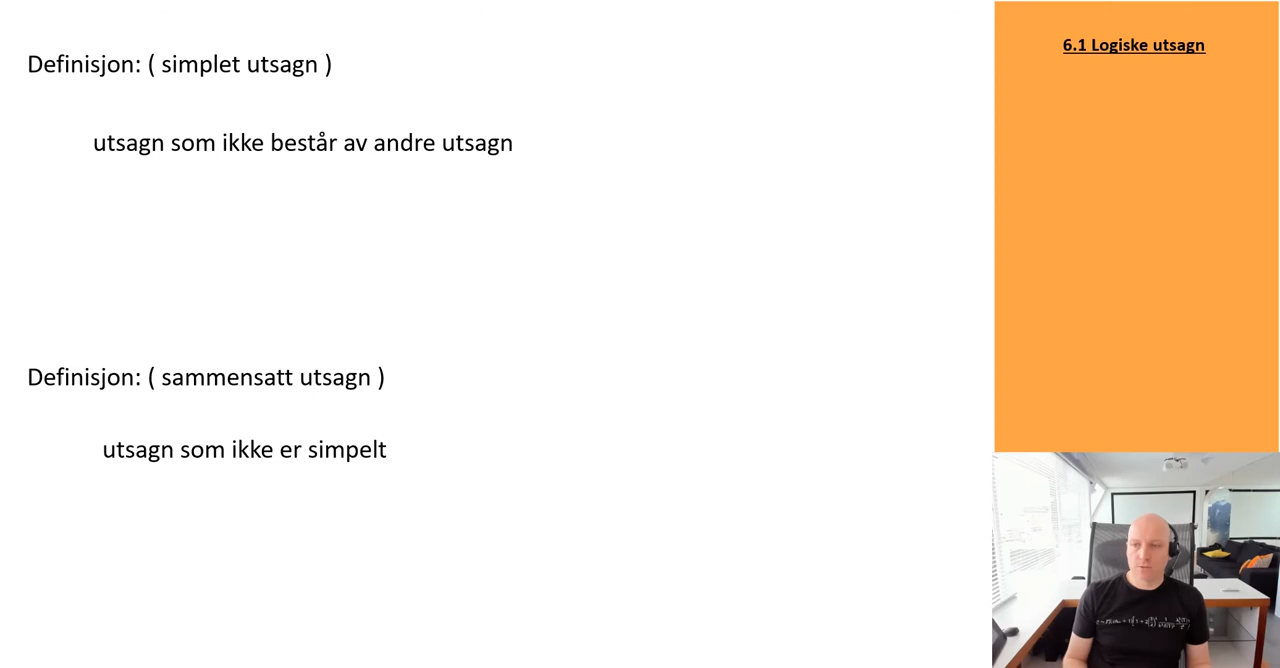 Definisjon: ( simplet utsagn )
utsagn som ikke består av andre utsagn
Definisjon: ( sammensatt utsagn )
utsagn som ikke er simpelt
6.1 Logiske utsagn